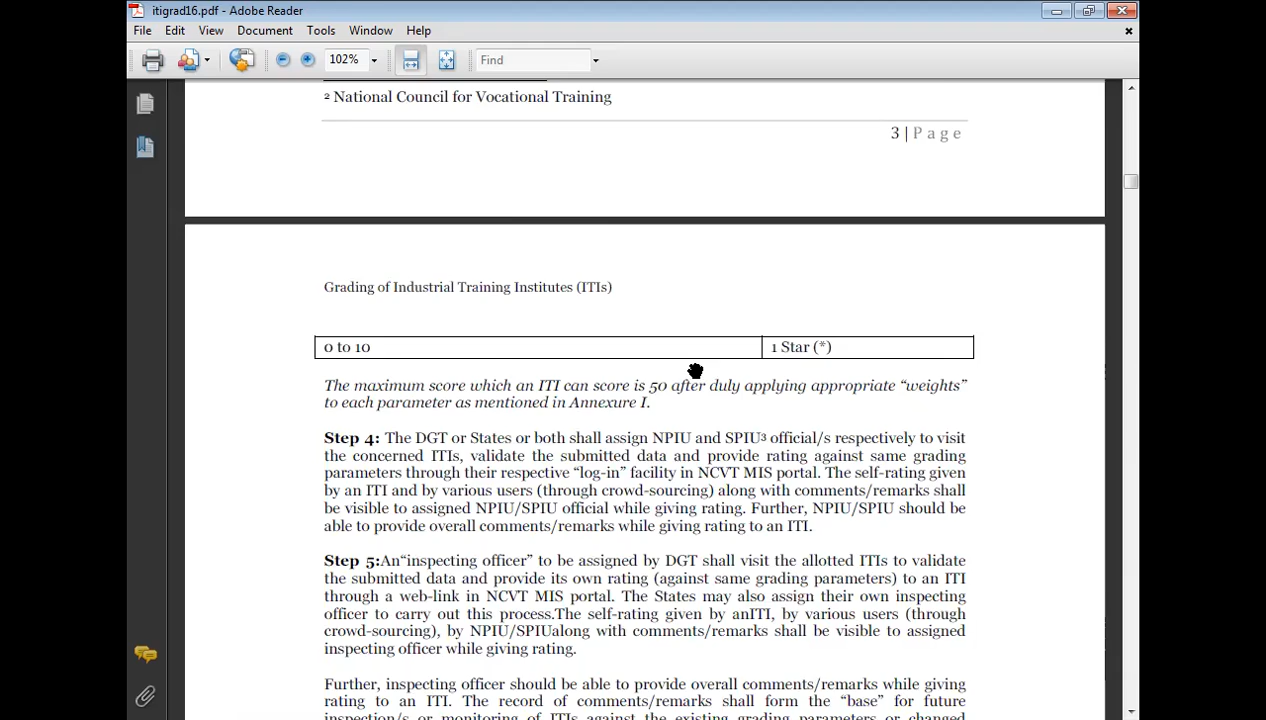 itigrad16.pdf - Adobe Reader
File Edit View Document Tools Window Help
102% Find
2 National Council for Vocational Training
3 | Page
Grading of Industrial Training Institutes (ITIs)
0 to 10 1 Star (*)
The maximum score which an ITI can score is 50 after duly applying appropriate “weights”
to each parameter as mentioned in Annexure I.
Step 4: The DGT or States or both shall assign NPIU and SPIU3 official/s respectively to visit
the concerned ITIs, validate the submitted data and provide rating against same grading
parameters through their respective “log-in” facility in NCVT MIS portal. The self-rating given
by an ITI and by various users (through crowd-sourcing) along with comments/remarks shall
be visible to assigned NPIU/SPIU official while giving rating. Further, NPIU/SPIU should be
able to provide overall comments/remarks while giving rating to an ITI.
Step 5:An“inspecting officer” to be assigned by DGT shall visit the allotted ITIs to validate
the submitted data and provide its own rating (against same grading parameters) to an ITI
through a web-link in NCVT MIS portal. The States may also assign their own inspecting
officer to carry out this process.The self-rating given by anITI, by various users (through
crowd-sourcing), by NPIU/SPIUalong with comments/remarks shall be visible to assigned
inspecting officer while giving rating.
Further, inspecting officer should be able to provide overall comments/remarks while giving
rating to an ITI. The record of comments/remarks shall form the “base” for future
inspection/s or monitoring of ITIs against the existing grading parameters or changed